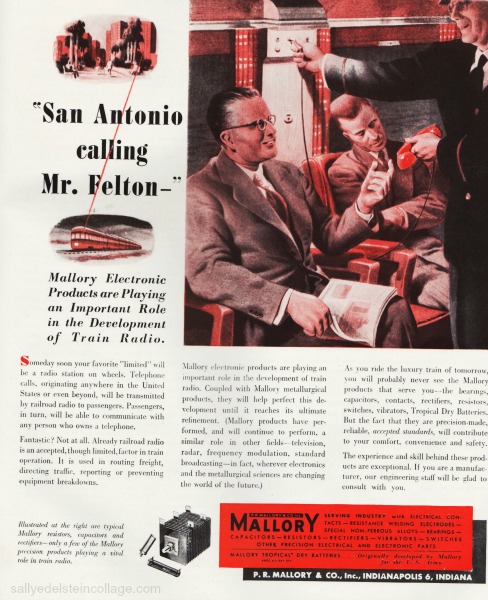 "San Antonio
calling
Mr. Felton—"
Mallory Electronic
Products are Playing
an Important Role
in the Development
of Train Radio.
Someday soon your favorite "limited" will
be a radio station on wheels. Telephone
calls, originating anywhere in the United
States or even beyond, will be transmitted
by railroad radio to passengers. Passengers,
in turn, will be able to communicate with
any person who owns a telephone.
Fantastic? Not at all. Already railroad radio
is an accepted, though limited, factor in train
operation. It is used in routing freight,
directing traffic, reporting or preventing
equipment breakdowns.
Mallory electronic products are playing an
important role in the development of train
radio. Coupled with Mallory metallurgical
products, they will help perfect this de-
velopment until it reaches its ultimate
refinement. (Mallory products have per-
formed, and will continue to perform, a
similar role in other fields—television,
radar, frequency modulation, standard
broadcasting—in fact, wherever electronics
and the metallurgical sciences are changing
the world of the future.)
As you ride the luxury train of tomorrow,
you will probably never see the Mallory
products that serve you—the bearings,
capacitors, contacts, rectifiers, resistors,
switches, vibrators, Tropical Dry Batteries.
But the fact that they are precision-made,
reliable, accepted standards, will contribute
to your comfort, convenience and safety.
The experience and skill behind these prod-
ucts are exceptional. If you are a manufac-
turer, our engineering staff will be glad to
consult with you.
Illustrated at the right are typical
Mallory resistors, capacitors and
rectifiers—only a few of the Mallory
precision products playing a vital
role in train radio.
MALLORY
SERVING INDUSTRY WITH ELECTRICAL CON-
TACTS—RESISTANCE WELDING ELECTRODES—
SPECIAL NON-FERROUS ALLOYS—BEARINGS—
CAPACITORS—RESISTORS—RECTIFIERS—VIBRATORS—SWITCHES
OTHER PRECISION ELECTRICAL AND ELECTRONIC PARTS
MALLORY "TROPICAL" DRY BATTERIES Originally developed by Mallory
for the U. S. Army
P. R. MALLORY & CO., Inc., INDIANAPOLIS 6, INDIANA
sallyedelsteincollage.com